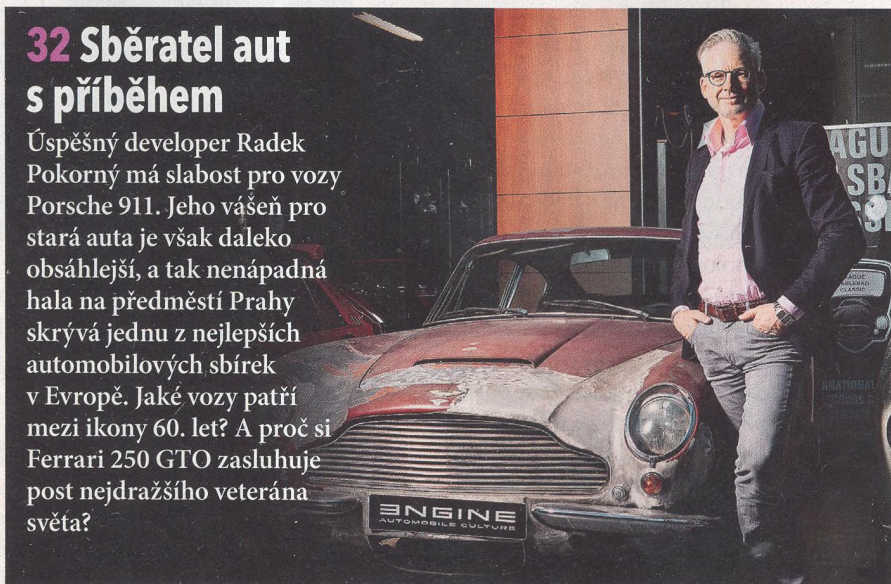 32 Sběratel aut
s příběhem
Úspěšný developer Radek
Pokorný má slabost pro vozy
Porsche 911. Jeho vášeň pro
stará auta je však daleko
obsáhlejší, a tak nenápadná
hala na předměstí Prahy
skrývá jednu z nejlepších
automobilových sbírek
v Evropě. Jaké vozy patří
mezi ikony 60. let? A proč si
Ferrari 250 GTO zasluhuje
post nejdražšího veterána
světa?
ENGINE
AUTOMOBILE CULTURE
CLASSIC